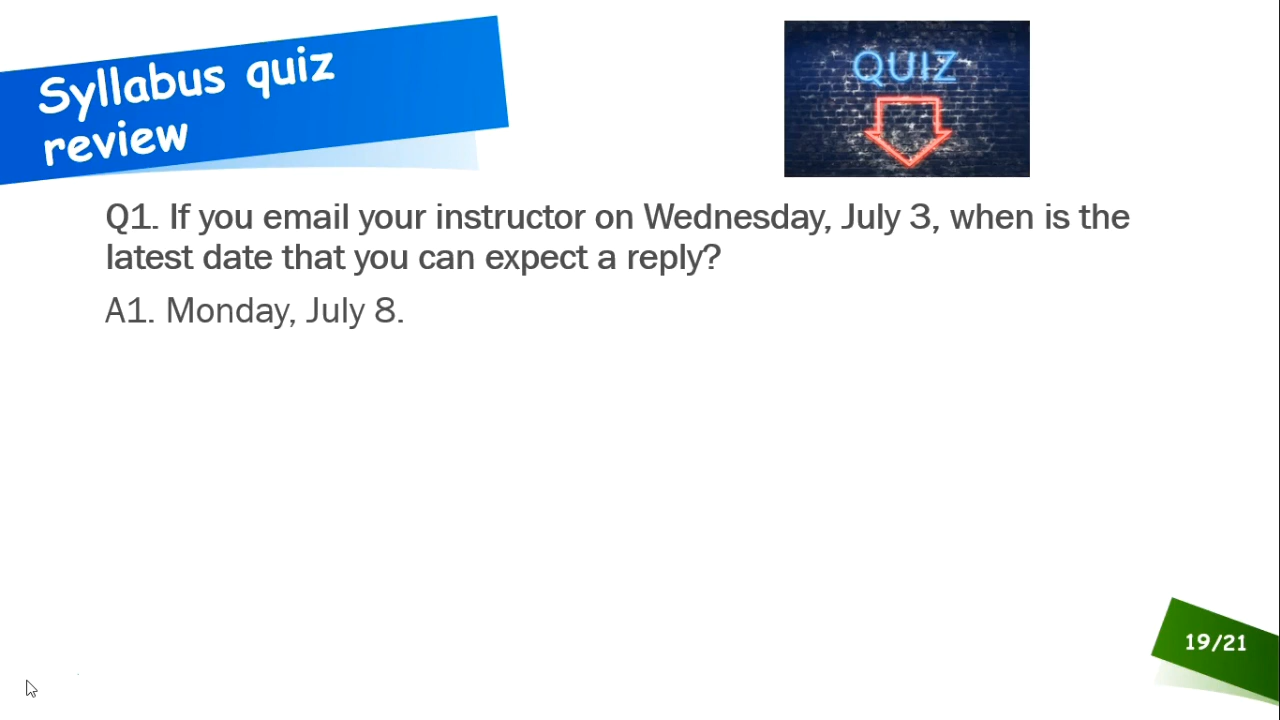 Syllabus quiz
review
QUIZ
Q1. If you email your instructor on Wednesday, July 3, when is the
latest date that you can expect a reply?
A1. Monday, July 8.
19/21